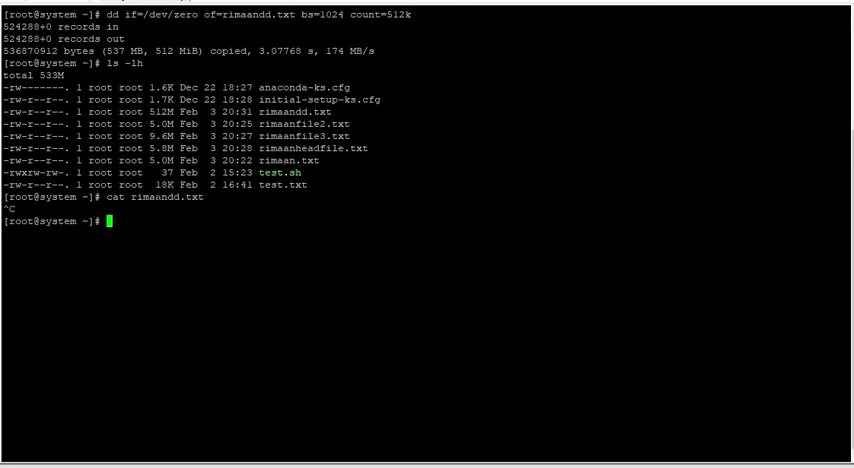 [root@system ~]# dd if=/dev/zero of=rimaandd.txt bs=1024 count=512k
524288+0 records in
524288+0 records out
536870912 bytes (537 MB, 512 MiB) copied, 3.07768 s, 174 MB/s
[root@system ~]# ls -lh
total 533M
-rw-------. 1 root root 1.6K Dec 22 18:27 anaconda-ks.cfg
-rw-r--r--. 1 root root 1.7K Dec 22 18:28 initial-setup-ks.cfg
-rw-r--r--. 1 root root 512M Feb  3 20:31 rimaandd.txt
-rw-r--r--. 1 root root 5.0M Feb  3 20:25 rimaanfile2.txt
-rw-r--r--. 1 root root 9.6M Feb  3 20:27 rimaanfile3.txt
-rw-r--r--. 1 root root 5.8M Feb  3 20:28 rimaanheadfile.txt
-rw-r--r--. 1 root root 5.0M Feb  3 20:22 rimaan.txt
-rwxrw-rw-. 1 root root   37 Feb  2 15:23 test.sh
-rw-r--r--. 1 root root  18K Feb  2 16:41 test.txt
[root@system ~]# cat rimaandd.txt
^C
[root@system ~]#